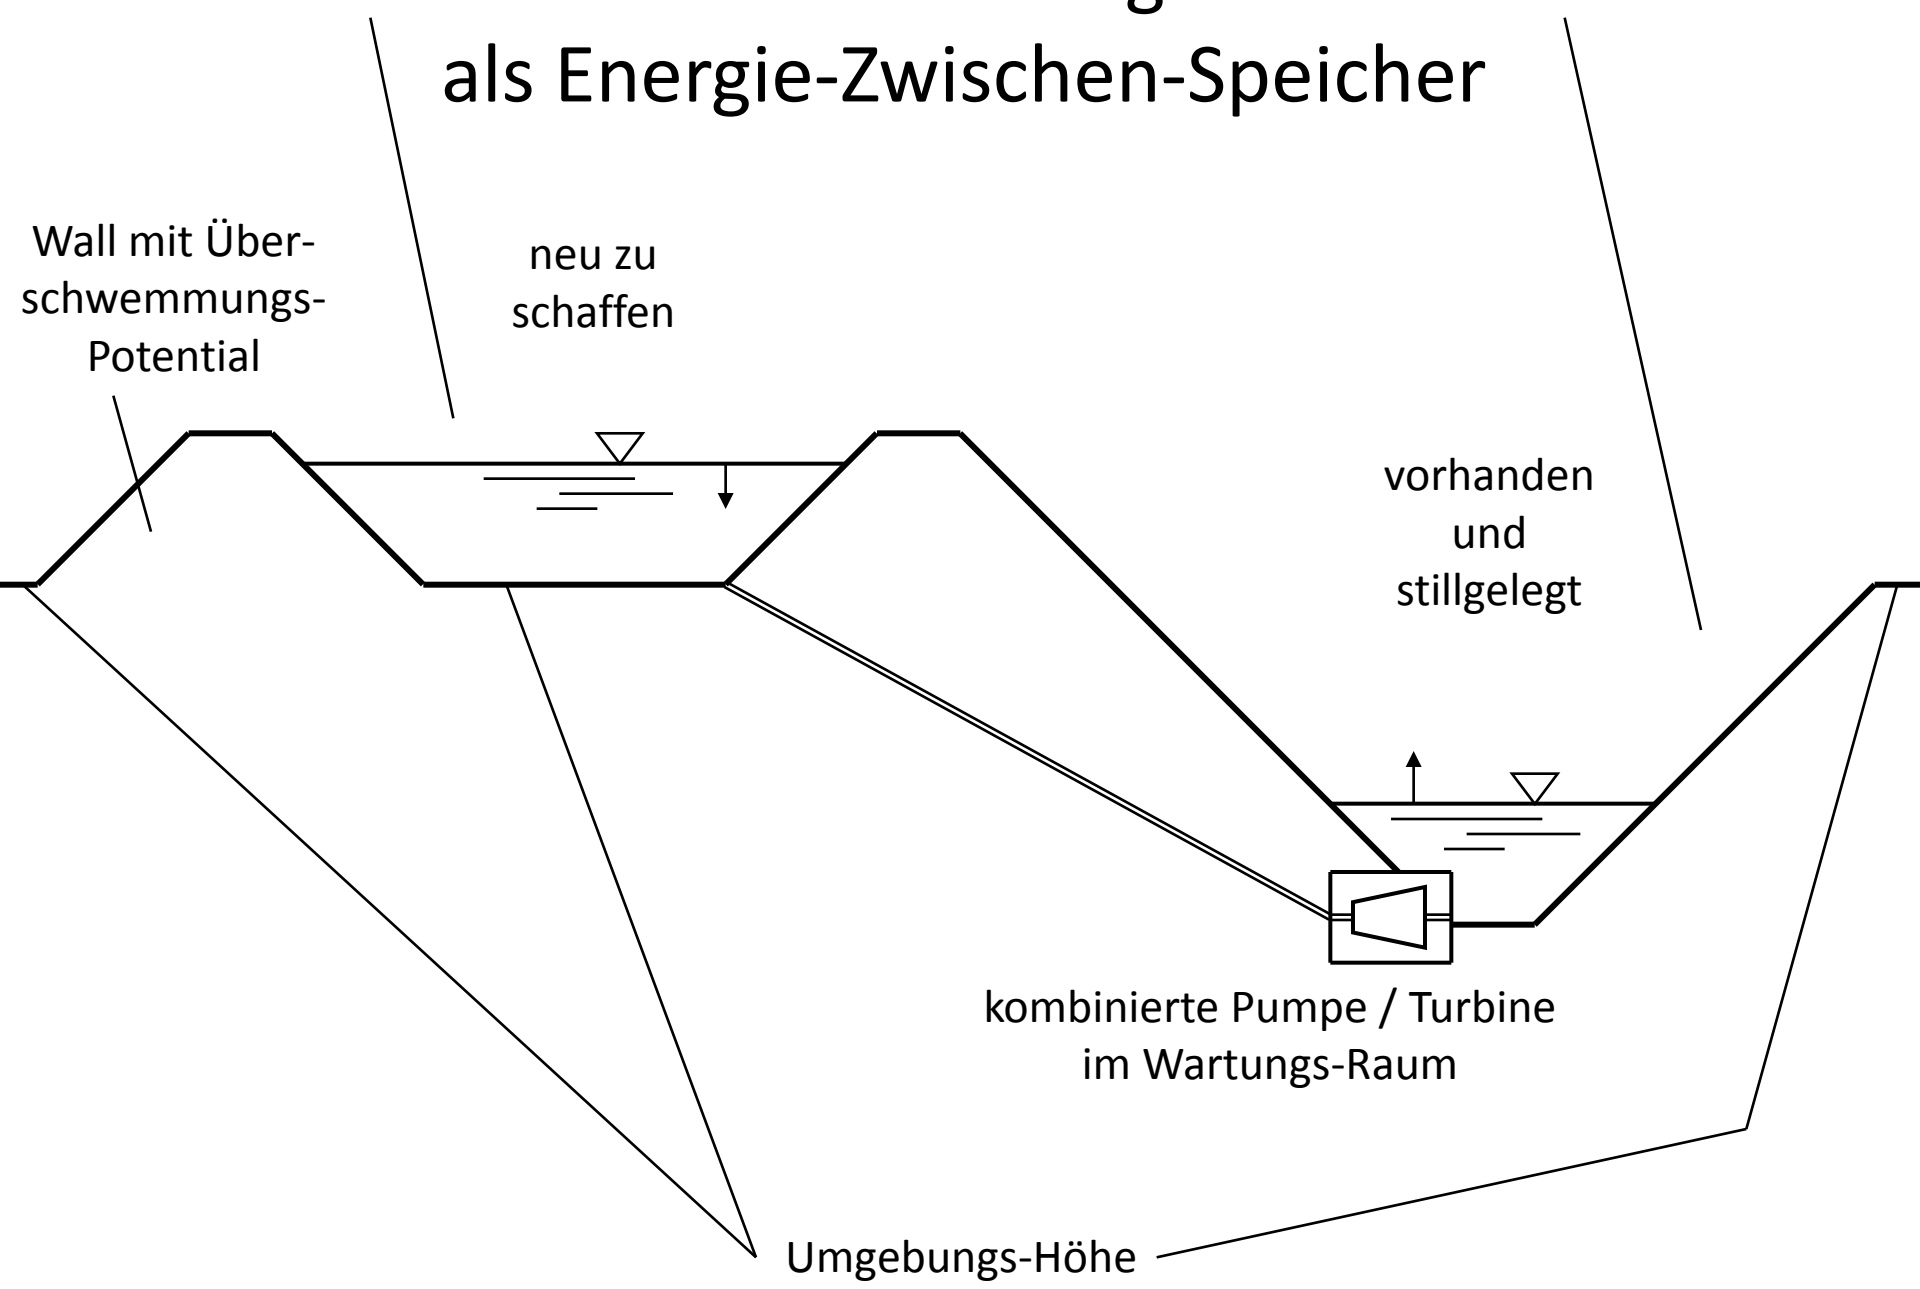 als Energie-Zwischen-Speicher
Wall mit Über-
schwemmungs-
Potential
neu zu
schaffen
vorhanden
und
stillgelegt
kombinierte Pumpe / Turbine
im Wartungs-Raum
Umgebungs-Höhe